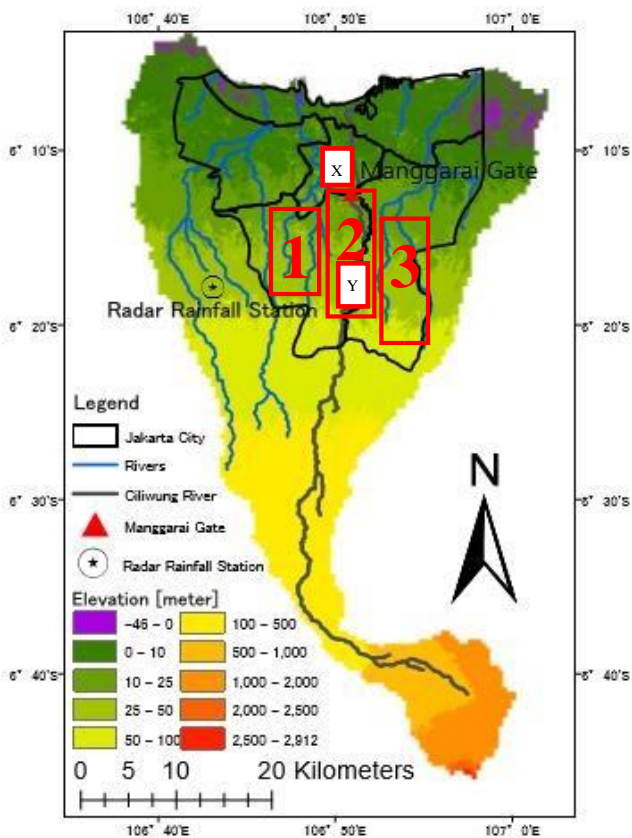 106° 40'E 106° 50'E 107° 0'E
6° 10'S 6° 10'S
X Manggarai Gate
1 2 3
Y
Radar Rainfall Station
6° 20'S 6° 20'S
Legend
Jakarta City
Rivers
Ciliwung River
Manggarai Gate
Radar Rainfall Station
N
6° 30'S 6° 30'S
Elevation [meter]
-46 - 0 100 - 500
0 - 10 500 - 1,000
10 - 25 1,000 - 2,000
25 - 50 2,000 - 2,500
50 - 100 2,500 - 2,912
6° 40'S 6° 40'S
0 5 10 20 Kilometers
106° 40'E 106° 50'E 107° 0'E